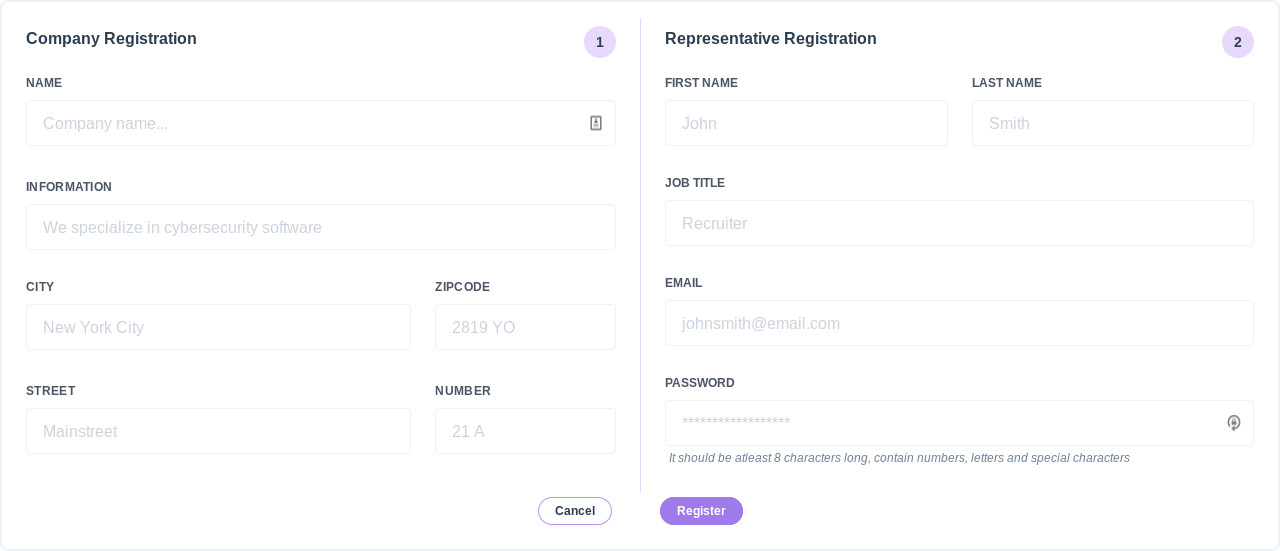 Company Registration
1
NAME
Company name...
INFORMATION
We specialize in cybersecurity software
CITY
ZIPCODE
New York City
2819 YO
STREET
NUMBER
Mainstreet
21 A
Representative Registration
2
FIRST NAME
LAST NAME
John
Smith
JOB TITLE
Recruiter
EMAIL
johnsmith@email.com
PASSWORD
******************
It should be atleast 8 characters long, contain numbers, letters and special characters
Cancel
Register